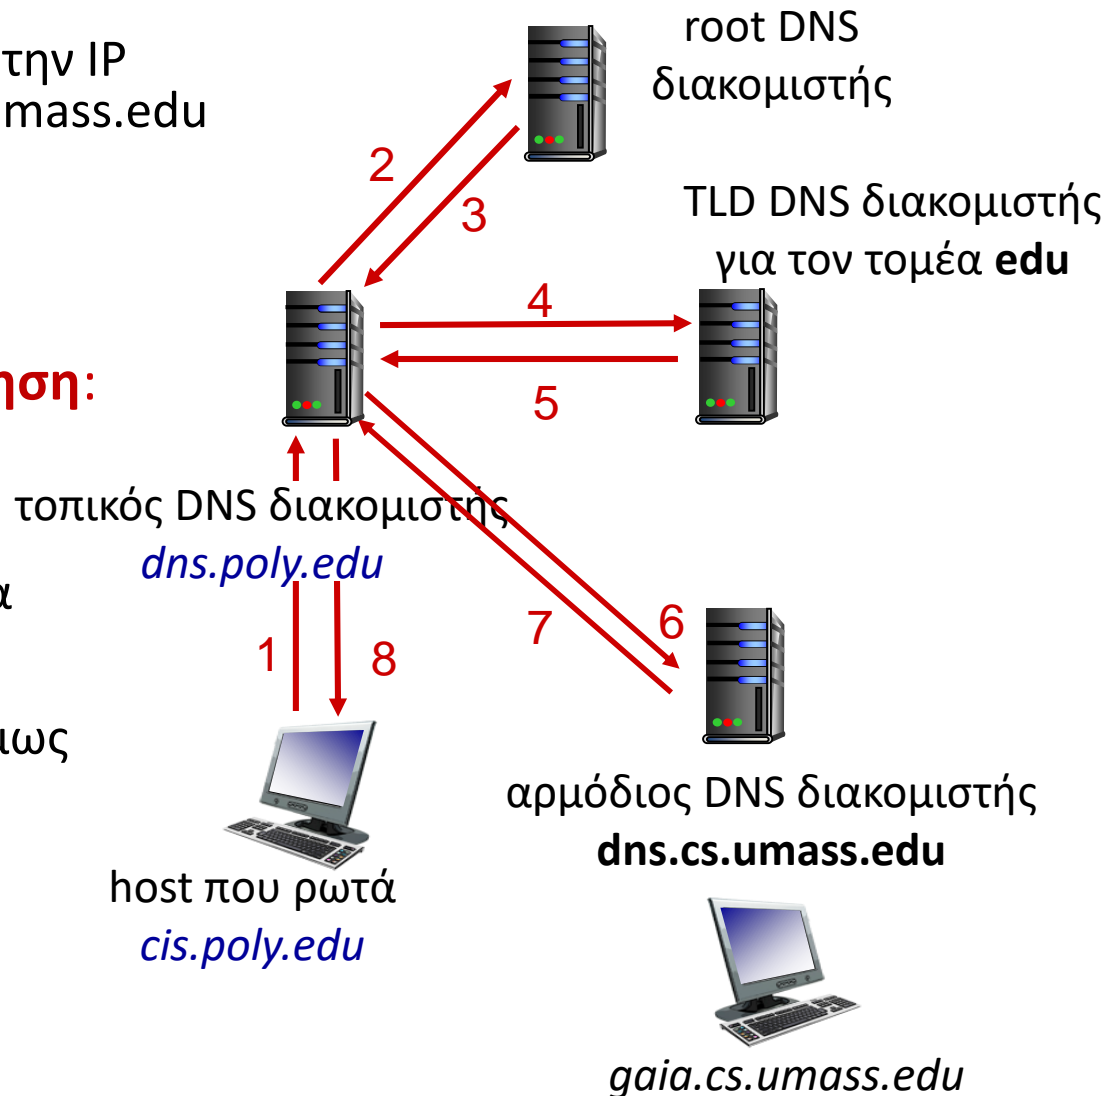 την IP
mass.edu
root DNS
διακομιστής
2
3
TLD DNS διακομιστής
για τον τομέα edu
4
5
ηση:
τοπικός DNS διακομιστής
dns.poly.edu
α
1
8
7
6
ιως
αρμόδιος DNS διακομιστής
dns.cs.umass.edu
host που ρωτά
cis.poly.edu
gaia.cs.umass.edu